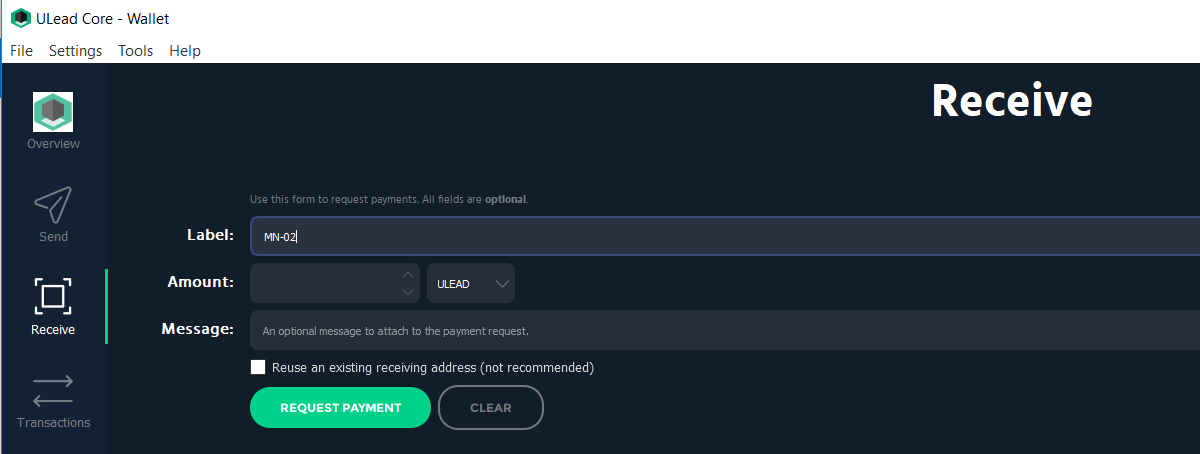 ULead Core - Wallet
File Settings Tools Help
Receive
Overview
Send
Receive
Transactions
Use this form to request payments. All fields are optional.
Label: MN-02
Amount: ULEAD
Message: An optional message to attach to the payment request.
Reuse an existing receiving address (not recommended)
REQUEST PAYMENT CLEAR